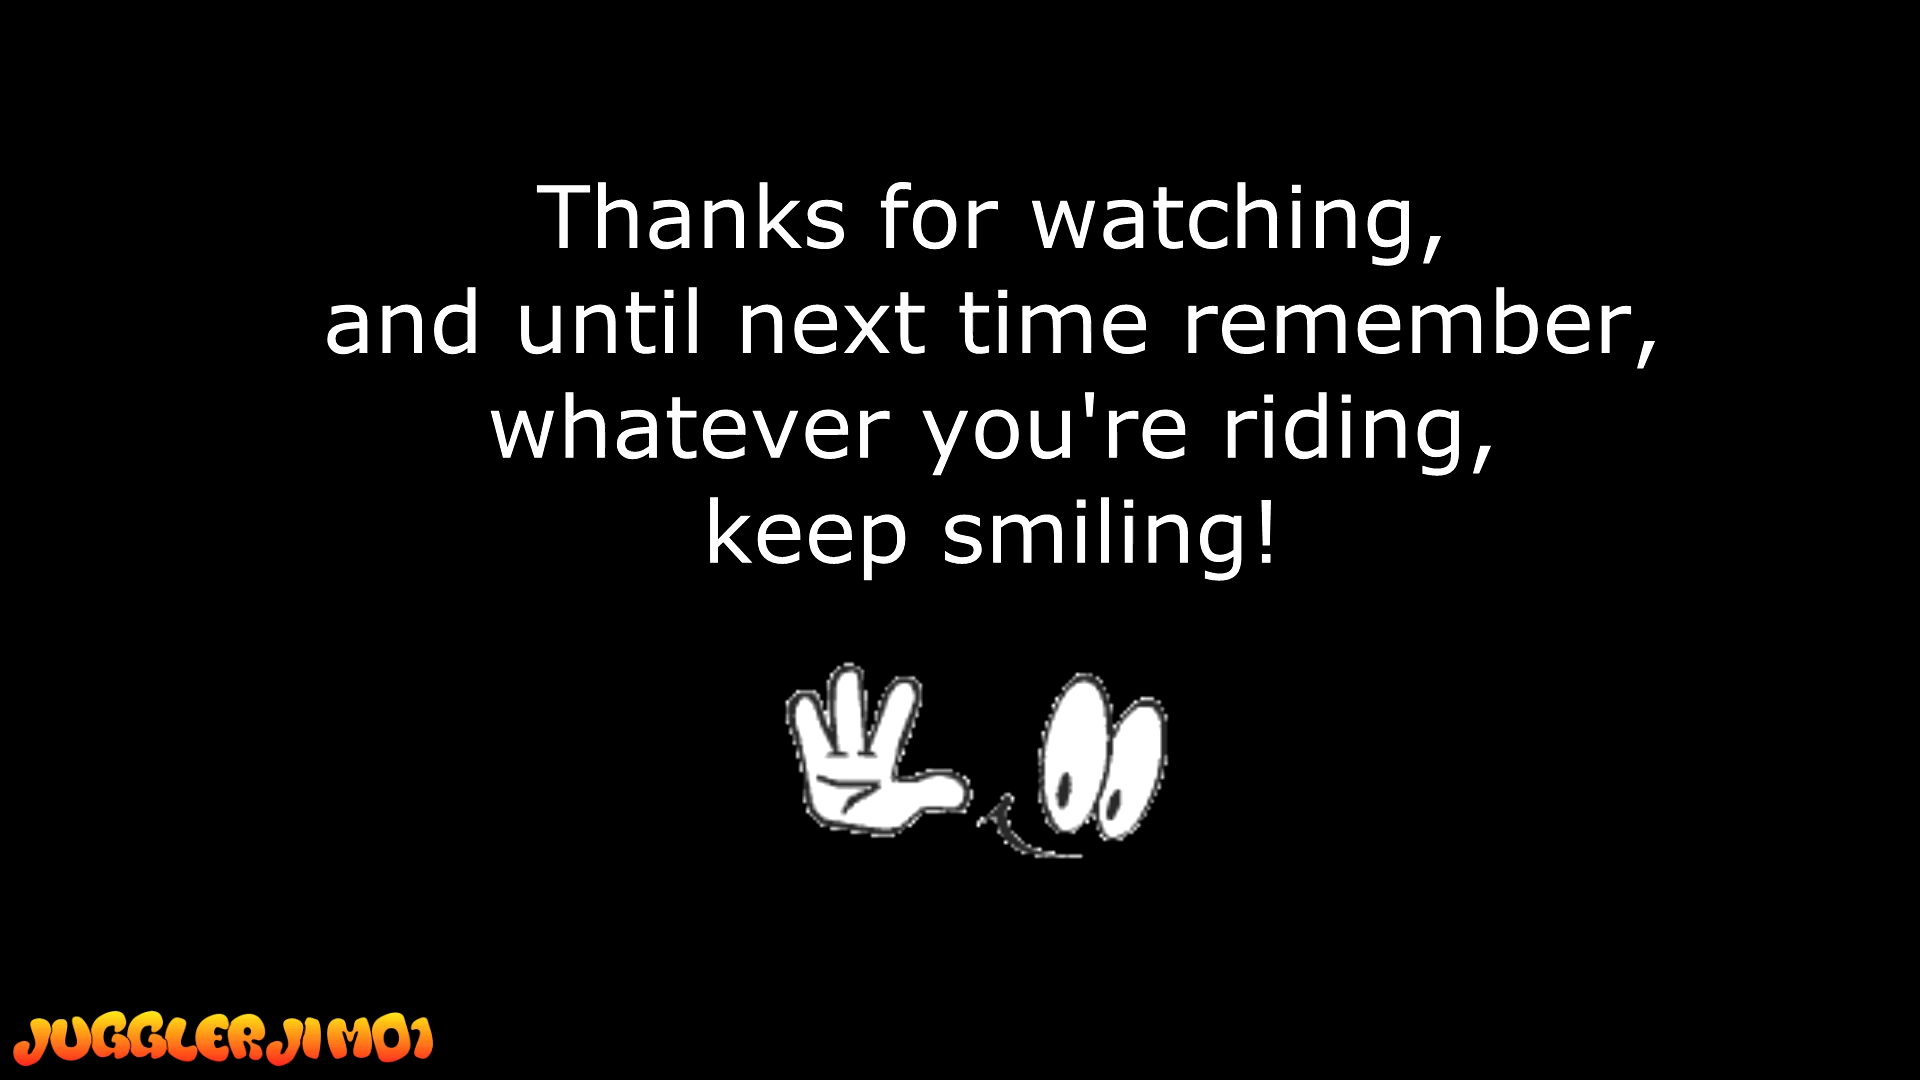 Thanks for watching,
and until next time remember,
whatever you're riding,
keep smiling!
JUGGLERJIM01